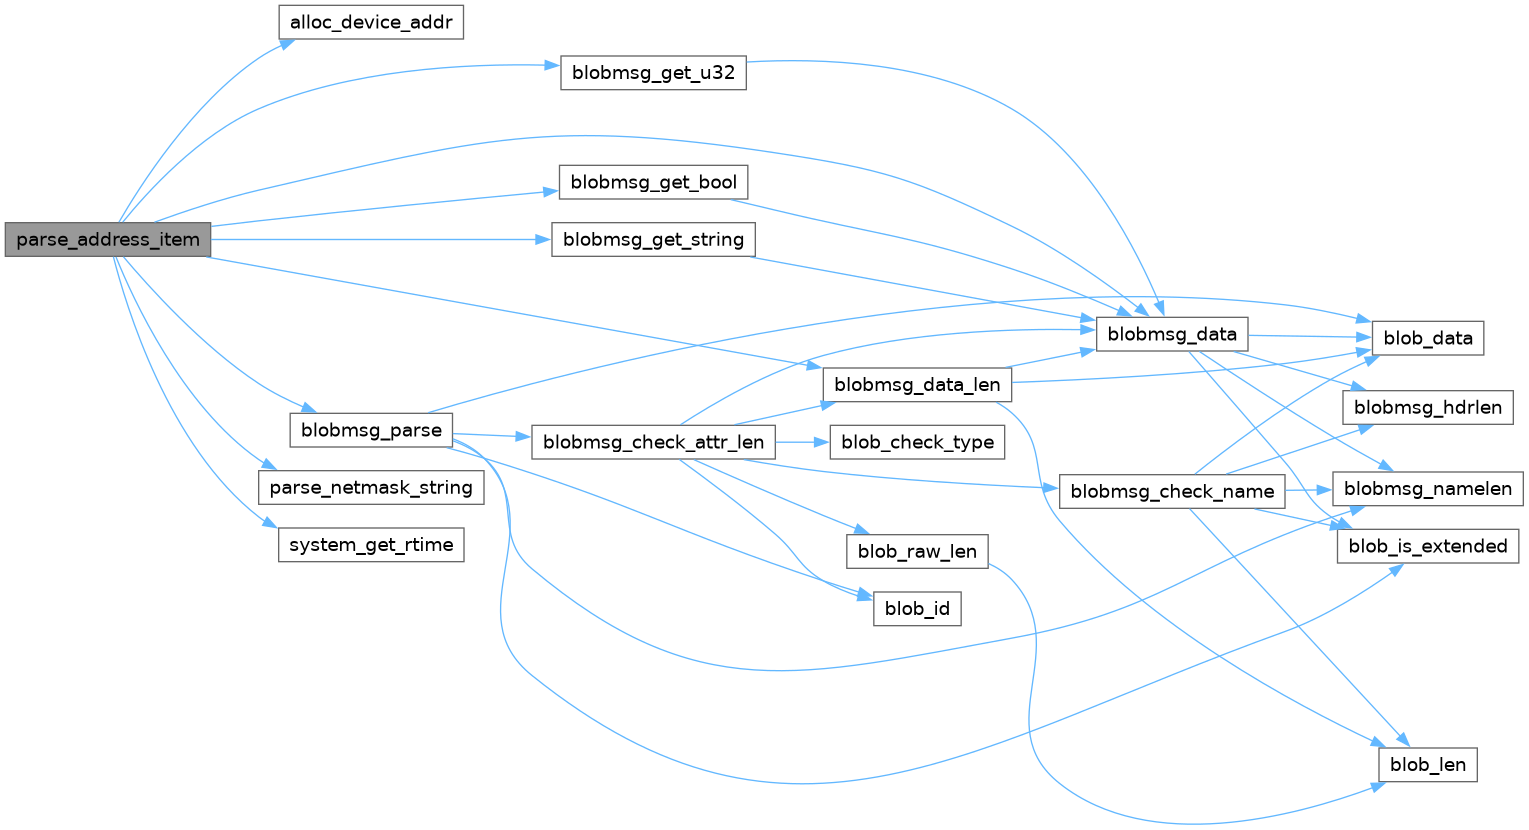 alloc_device_addr
blobmsg_get_u32
blobmsg_get_bool
parse_address_item
blobmsg_get_string
blobmsg_data
blob_data
blobmsg_data_len
blobmsg_hdrlen
blobmsg_parse
blobmsg_check_attr_len
blob_check_type
parse_netmask_string
blobmsg_check_name
blobmsg_namelen
system_get_rtime
blob_raw_len
blob_is_extended
blob_id
blob_len